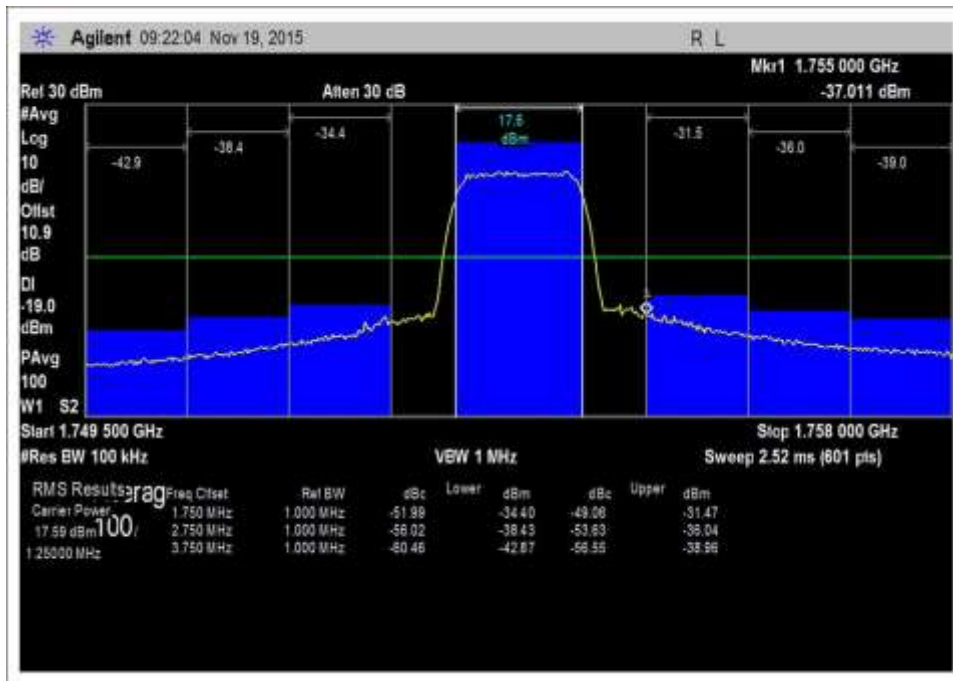 Agilent 09:22:04 Nov 19, 2015 R L
Mkr1 1.755 000 GHz
Ref 30 dBm Atten 30 dB -37.011 dBm
#Avg
Log
10
dB/
Offst
10.9
dB
DI
-19.0
dBm
PAvg
100
W1 S2
-42.9 -38.4 -34.4 17.6 dBm -31.5 -36.0 -39.0
1
Start 1.749 500 GHz Stop 1.758 000 GHz
#Res BW 100 kHz VBW 1 MHz Sweep 2.52 ms (601 pts)
RMS Results Freq Offset Ref BW dBc Lower dBm dBc Upper dBm
Carrier Power 1.750 MHz 1.000 MHz -51.99 -34.40 -49.06 -31.47
17.59 dBm / 2.750 MHz 1.000 MHz -56.02 -38.43 -53.63 -36.04
1.25000 MHz 3.750 MHz 1.000 MHz -60.46 -42.87 -56.55 -38.96
erag
100